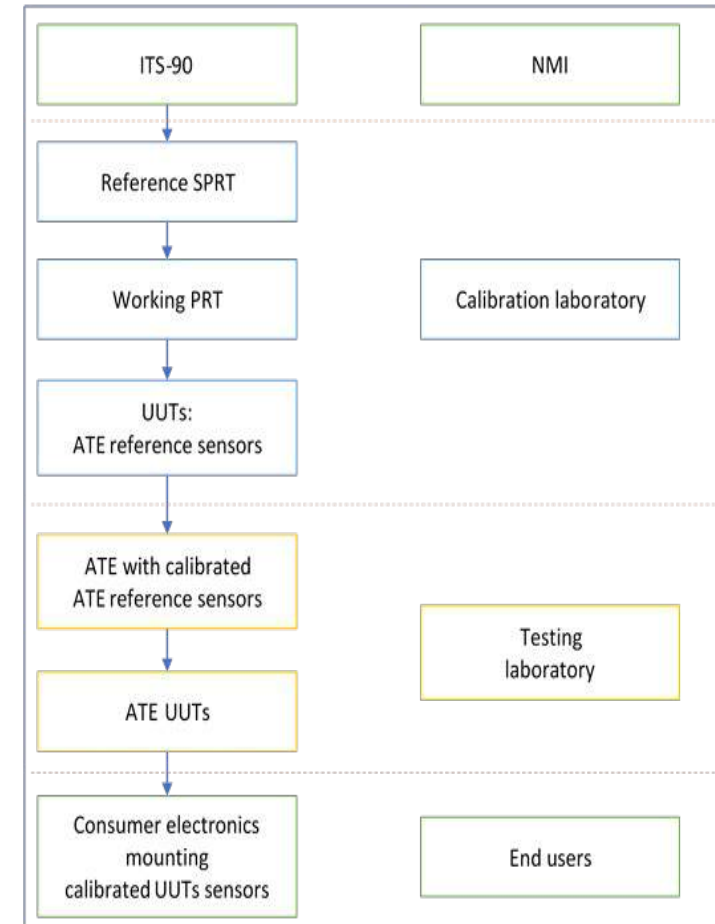 ITS-90
NMI
Reference SPRT
Working PRT
Calibration laboratory
UUTs:
ATE reference sensors
ATE with calibrated
ATE reference sensors
Testing
laboratory
ATE UUTs
Consumer electronics
mounting
calibrated UUTs sensors
End users